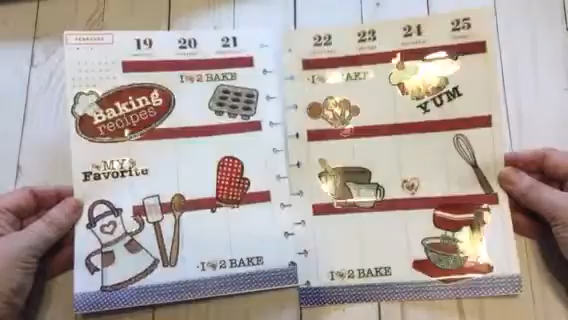 FEBRUARY
19 20 21
I 2 BAKE
Baking
recipes
MY
Favorite
I 2 BAKE
22 23 24 25
I BAKE
YUM
I 2 BAKE